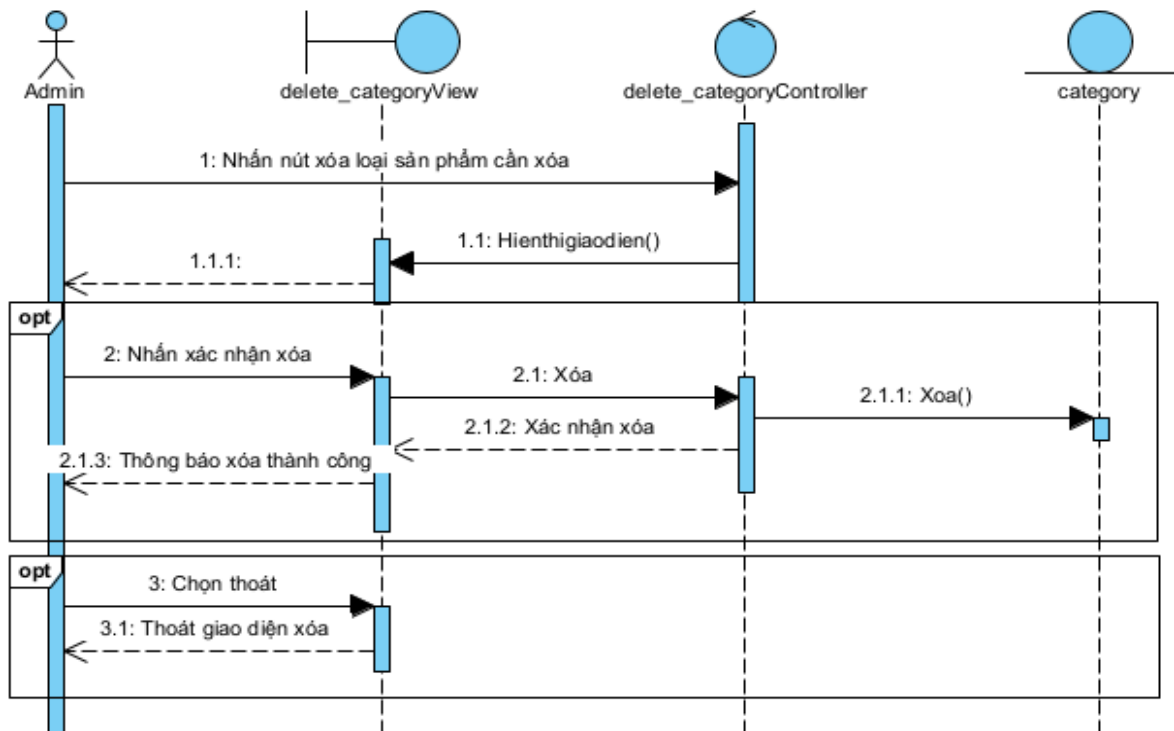 Admin
delete_categoryView
delete_categoryController
category
1: Nhấn nút xóa loại sản phẩm cần xóa
1.1: Hienthigiaodien()
1.1.1:
opt
2: Nhấn xác nhận xóa
2.1: Xóa
2.1.1: Xoa()
2.1.2: Xác nhận xóa
2.1.3: Thông báo xóa thành công
opt
3: Chọn thoát
3.1: Thoát giao diện xóa